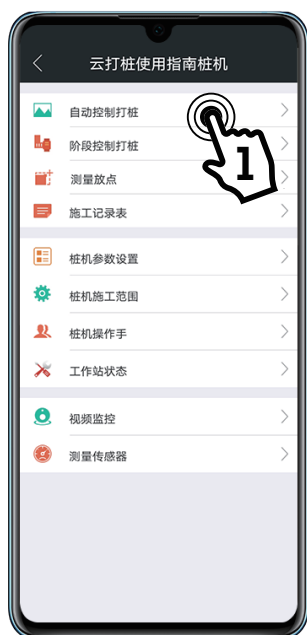 云打桩使用指南桩机
自动控制打桩
阶段控制打桩
1
测量放点
施工记录表
桩机参数设置
桩机施工范围
桩机操作手
工作站状态
视频监控
测量传感器